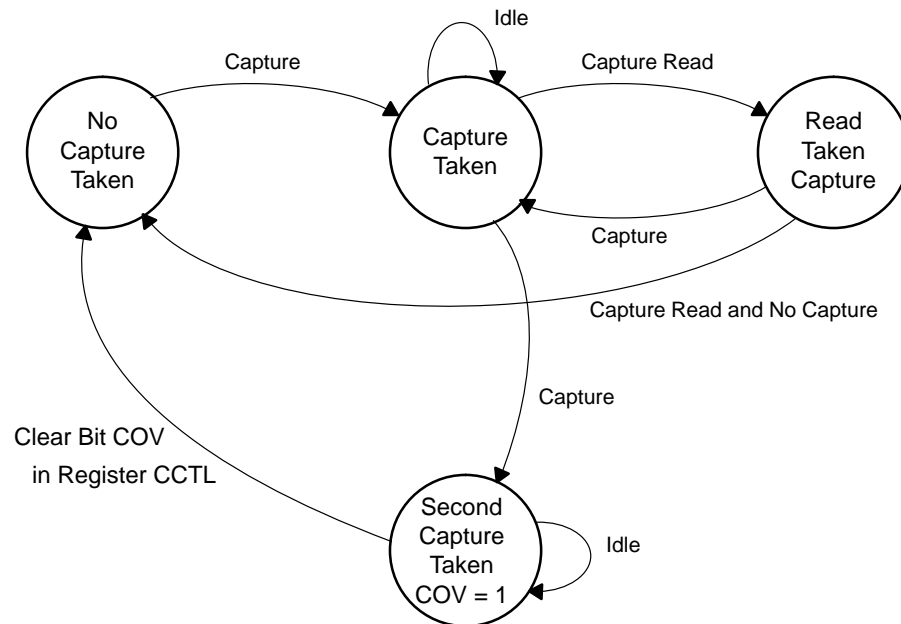 Idle
Capture
Capture Read
No
Capture
Taken
Capture
Taken
Read
Taken
Capture
Capture
Capture Read and No Capture
Capture
Clear Bit COV
in Register CCTL
Second
Capture
Taken
COV = 1
Idle